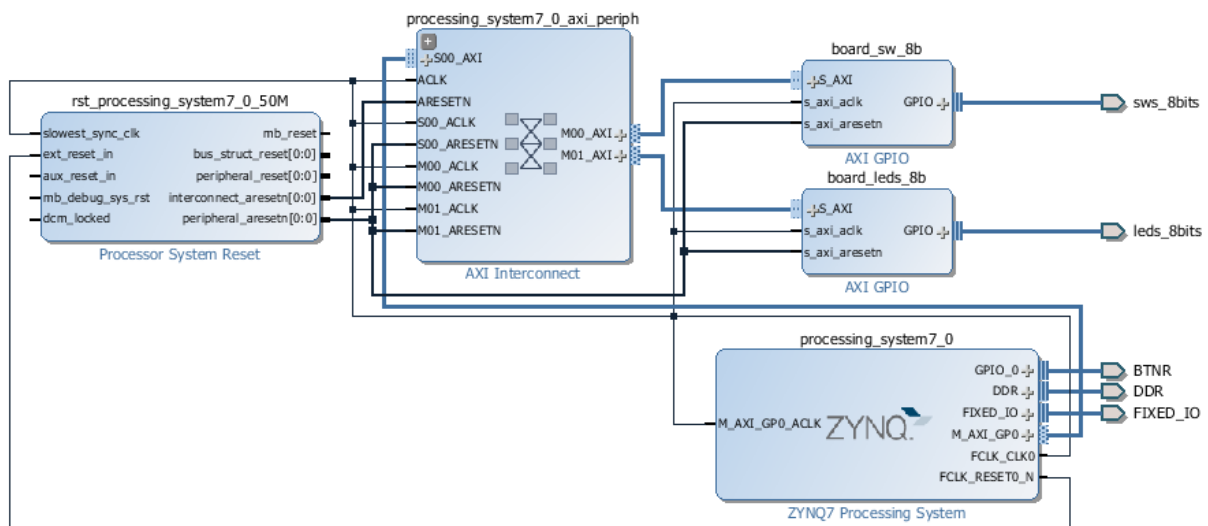 processing_system7_0_axi_periph
S00_AXI
ACLK
ARESETN
S00_ACLK
S00_ARESETN
M00_ACLK
M00_ARESETN
M01_ACLK
M01_ARESETN
M00_AXI
M01_AXI
AXI Interconnect
rst_processing_system7_0_50M
slowest_sync_clk
ext_reset_in
aux_reset_in
mb_debug_sys_rst
dcm_locked
mb_reset
bus_struct_reset[0:0]
peripheral_reset[0:0]
interconnect_aresetn[0:0]
peripheral_aresetn[0:0]
Processor System Reset
board_sw_8b
S_AXI
s_axi_aclk
s_axi_aresetn
GPIO
AXI GPIO
sws_8bits
board_leds_8b
S_AXI
s_axi_aclk
s_axi_aresetn
GPIO
AXI GPIO
leds_8bits
processing_system7_0
M_AXI_GP0_ACLK
ZYNQ.
GPIO_0
DDR
FIXED_IO
M_AXI_GP0
FCLK_CLK0
FCLK_RESET0_N
ZYNQ7 Processing System
BTNR
DDR
FIXED_IO